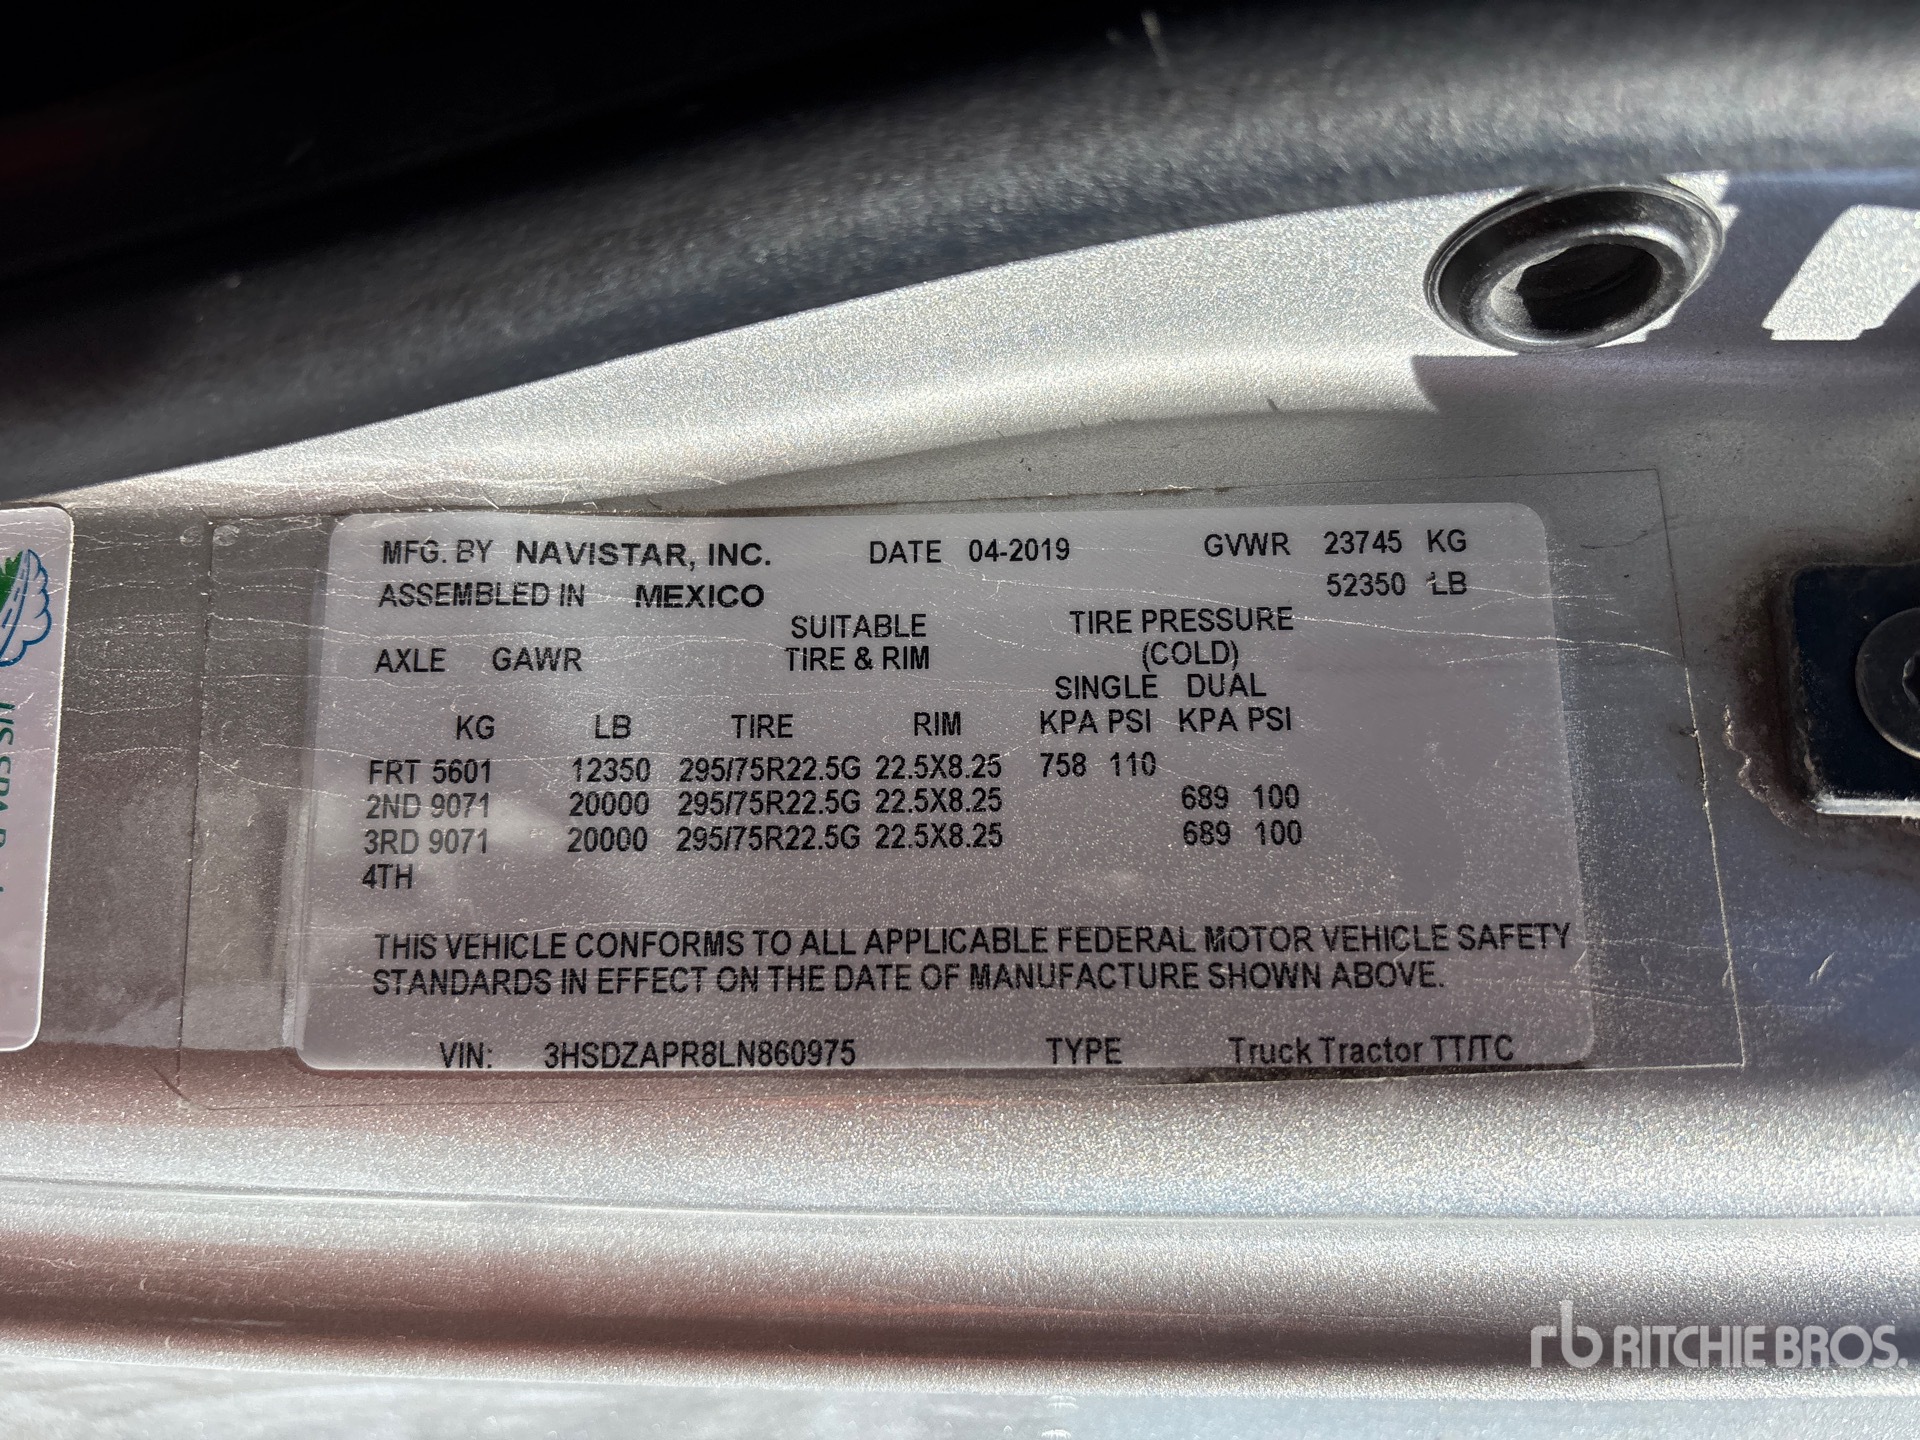 MFG. BY NAVISTAR, INC. DATE 04-2019 GVWR 23745 KG
ASSEMBLED IN MEXICO 52350 LB
SUITABLE TIRE PRESSURE
AXLE GAWR TIRE & RIM (COLD)
SINGLE DUAL
KG LB TIRE RIM KPA PSI KPA PSI
FRT 5601 12350 295/75R22.5G 22.5X8.25 758 110
2ND 9071 20000 295/75R22.5G 22.5X8.25 689 100
3RD 9071 20000 295/75R22.5G 22.5X8.25 689 100
4TH
THIS VEHICLE CONFORMS TO ALL APPLICABLE FEDERAL MOTOR VEHICLE SAFETY
STANDARDS IN EFFECT ON THE DATE OF MANUFACTURE SHOWN ABOVE.
VIN: 3HSDZAPR8LN860975 TYPE Truck Tractor TT/TC
rb RITCHIE BROS.